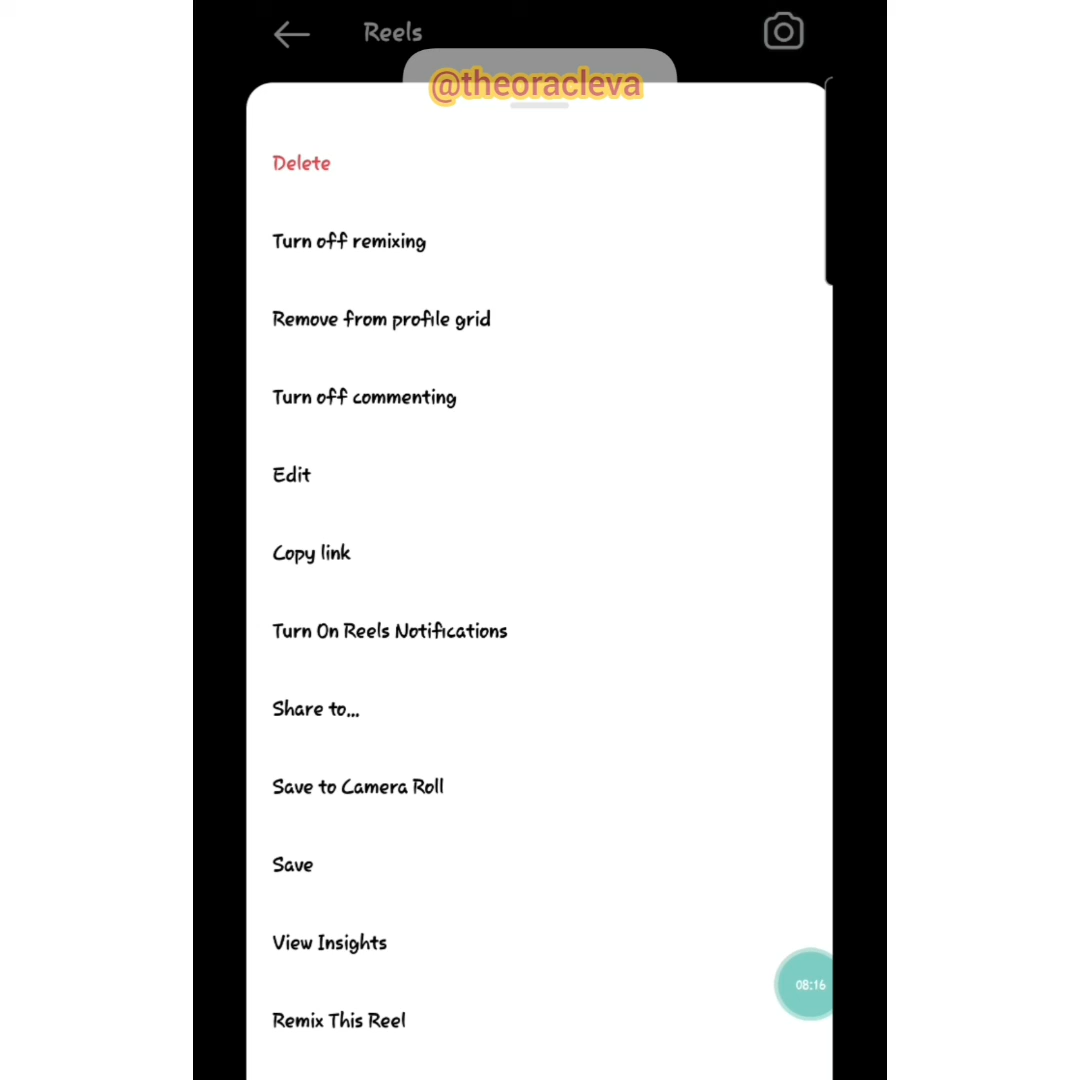 Reels
@theoracleva
Delete
Turn off remixing
Remove from profile grid
Turn off commenting
Edit
Copy link
Turn On Reels Notifications
Share to...
Save to Camera Roll
Save
View Insights
08:16
Remix This Reel